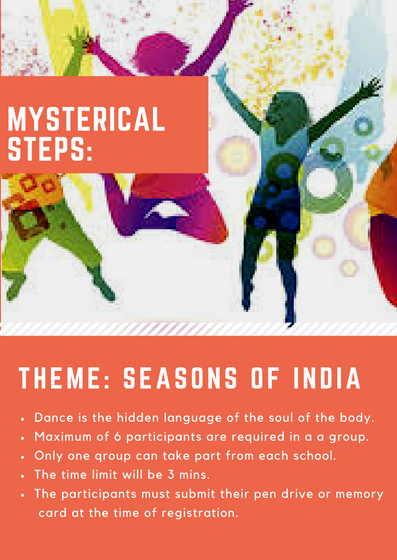 MYSTERICAL
STEPS:
THEME: SEASONS OF INDIA
• Dance is the hidden language of the soul of the body.
• Maximum of 6 participants are required in a a group.
• Only one group can take part from each school.
• The time limit will be 3 mins.
• The participants must submit their pen drive or memory
card at the time of registration.